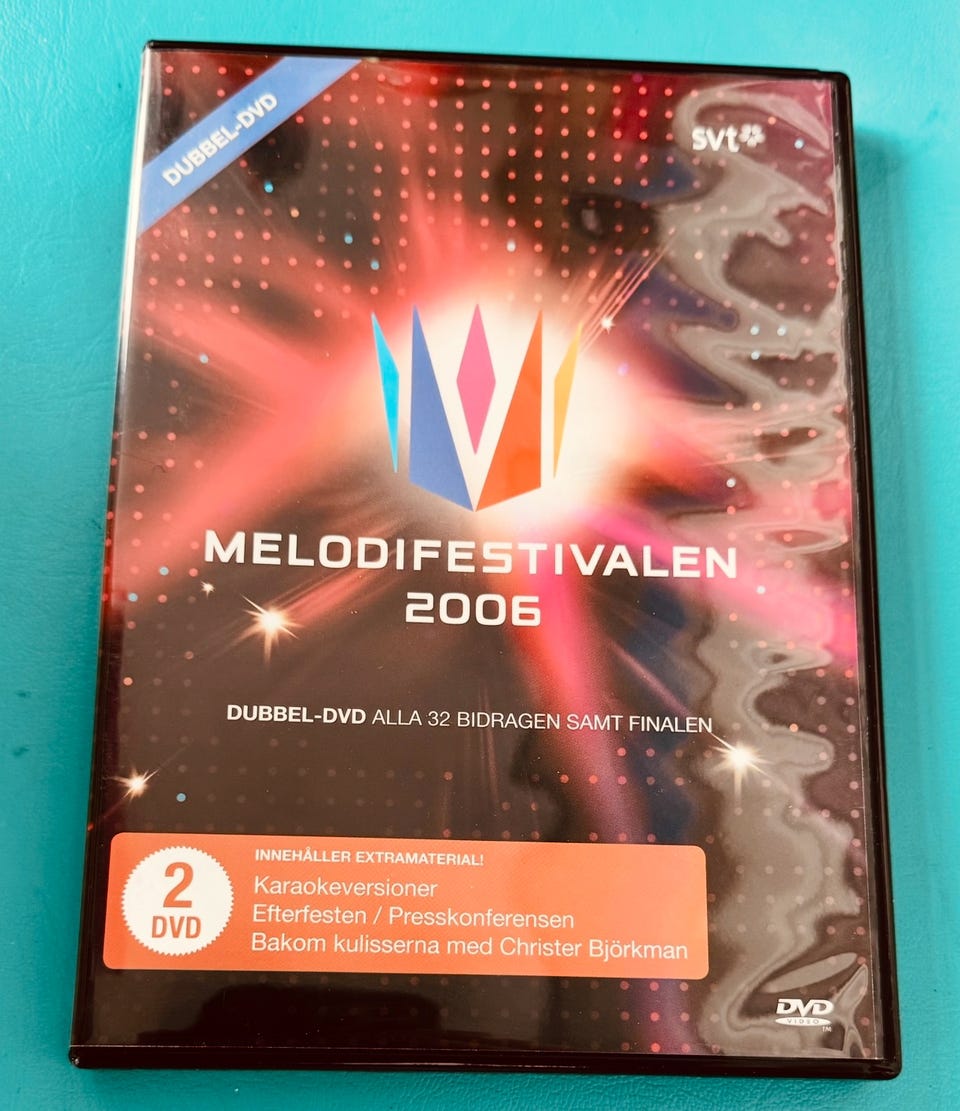 DUBBEL-DVD
svt
MELODIFESTIVALEN
2006
DUBBEL-DVD ALLA 32 BIDRAGEN SAMT FINALEN
2
DVD
INNEHÅLLER EXTRAMATERIAL!
Karaokeversioner
Efterfesten / Presskonferensen
Bakom kulisserna med Christer Björkman
DVD
VIDEO
TM